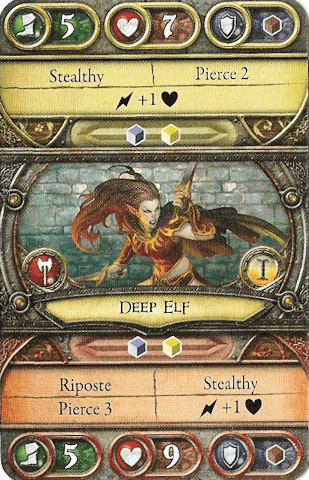 5 7
Stealthy Pierce 2
+1
I
DEEP ELF
Riposte Stealthy
Pierce 3 +1
5 9